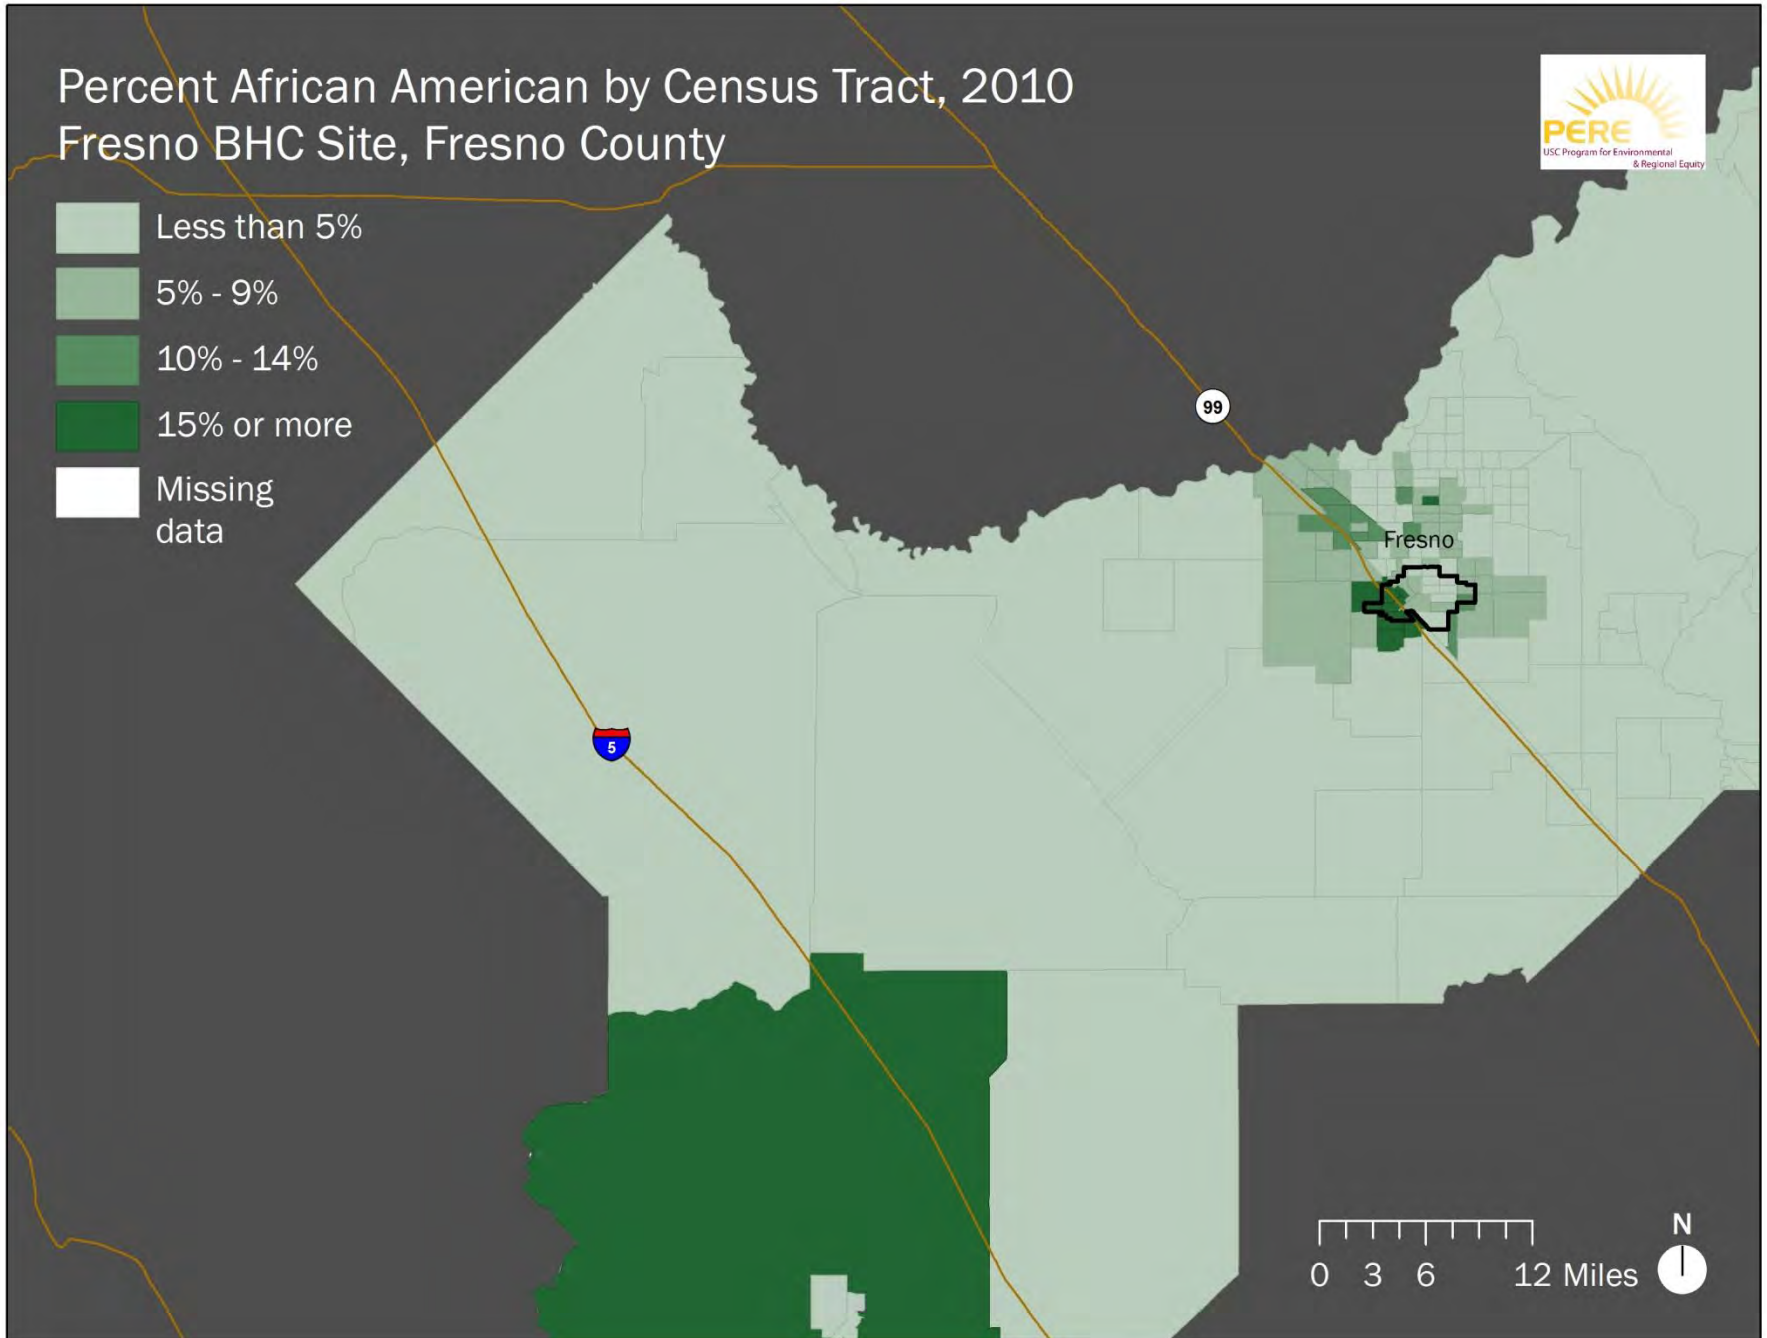 Percent African American by Census Tract, 2010
Fresno BHC Site, Fresno County
PERE
USC Program for Environmental
& Regional Equity
Less than 5%
5% - 9%
10% - 14%
15% or more
Missing
data
99
Fresno
5
N
0 3 6 12 Miles